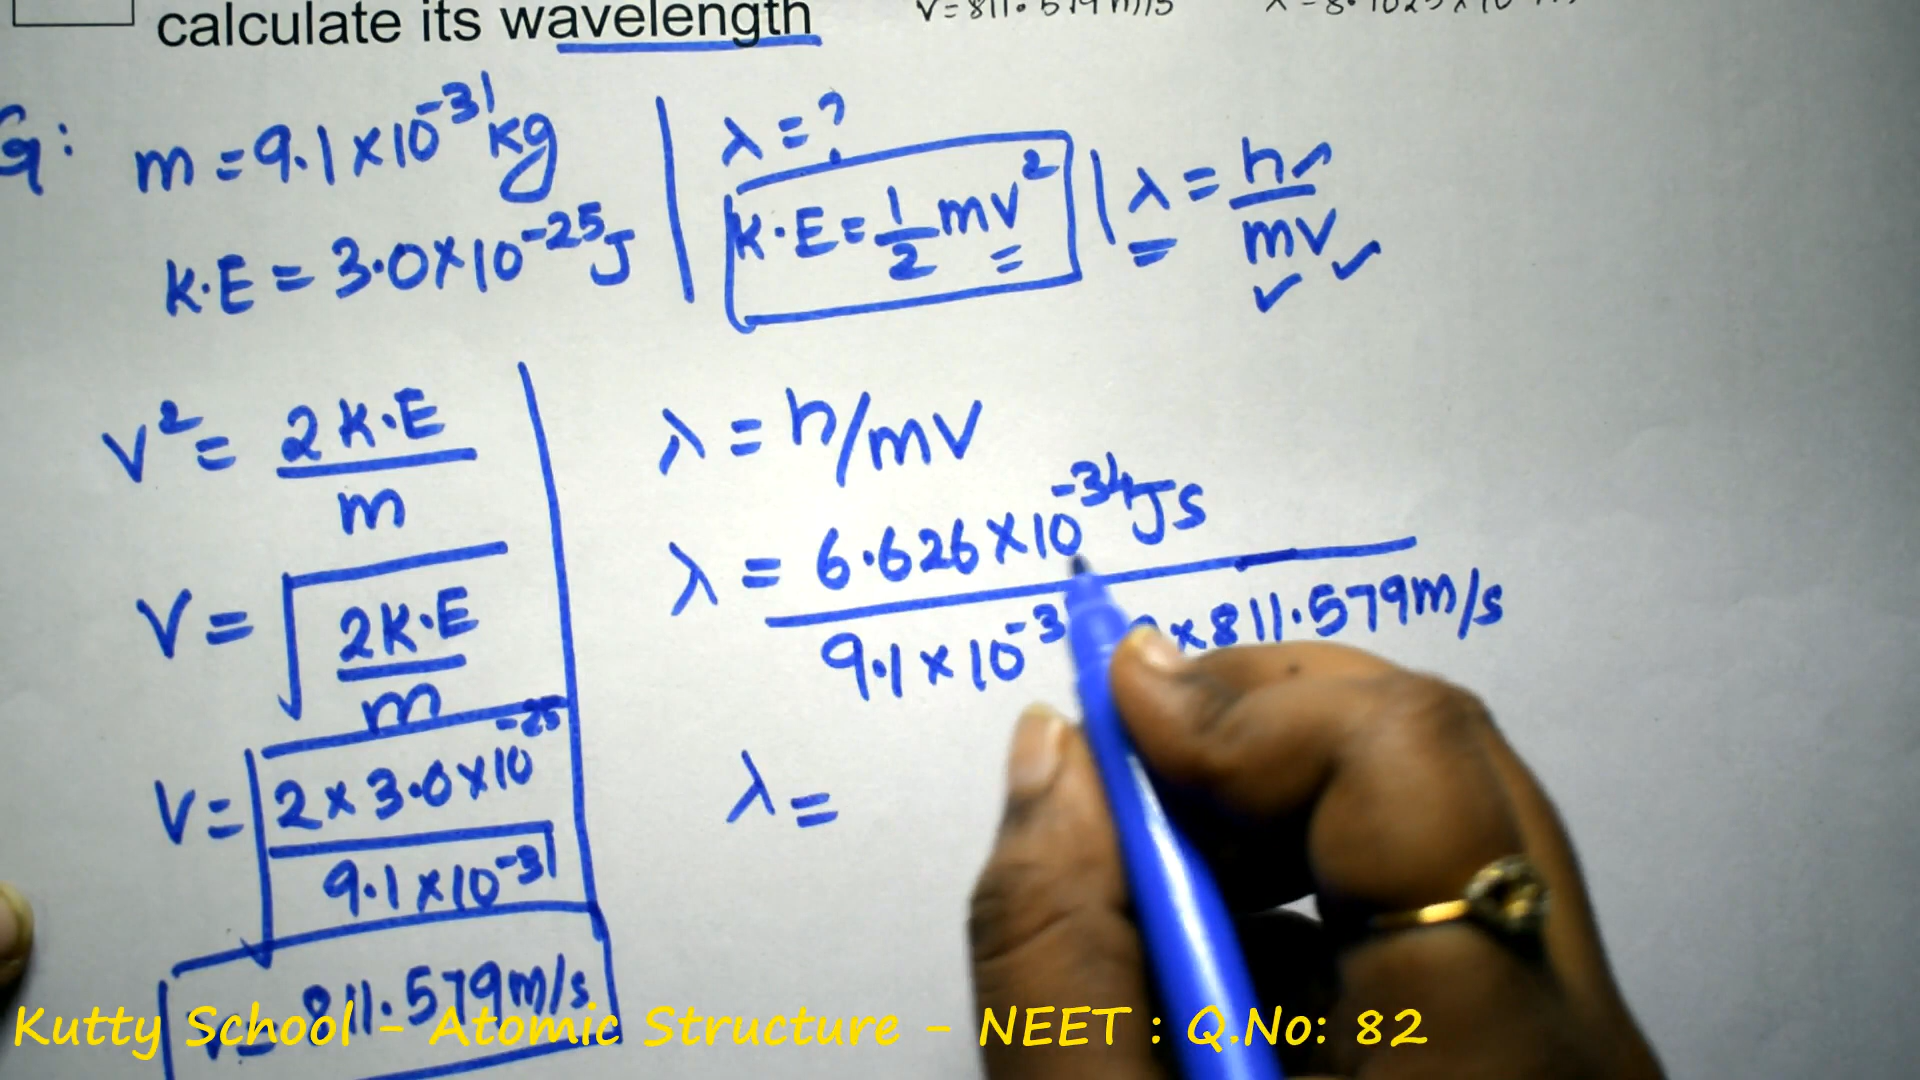 calculate its wavelength
V = 811.579 m/s
G: m = 9.1 × 10⁻³¹ kg
K.E = 3.0 × 10⁻²⁵ J
λ = ?
K.E = 1/2 mv²
λ = h/mv
V² = 2K.E/m
V = √(2K.E/m)
V = √(2 × 3.0 × 10⁻²⁵/9.1 × 10⁻³¹)
V = 811.579 m/s
λ = h/mv
λ = 6.626 × 10⁻³⁴ Js
9.1 × 10⁻³ × 811.579 m/s
λ =
Kutty School - Atomic Structure - NEET : Q.No: 82